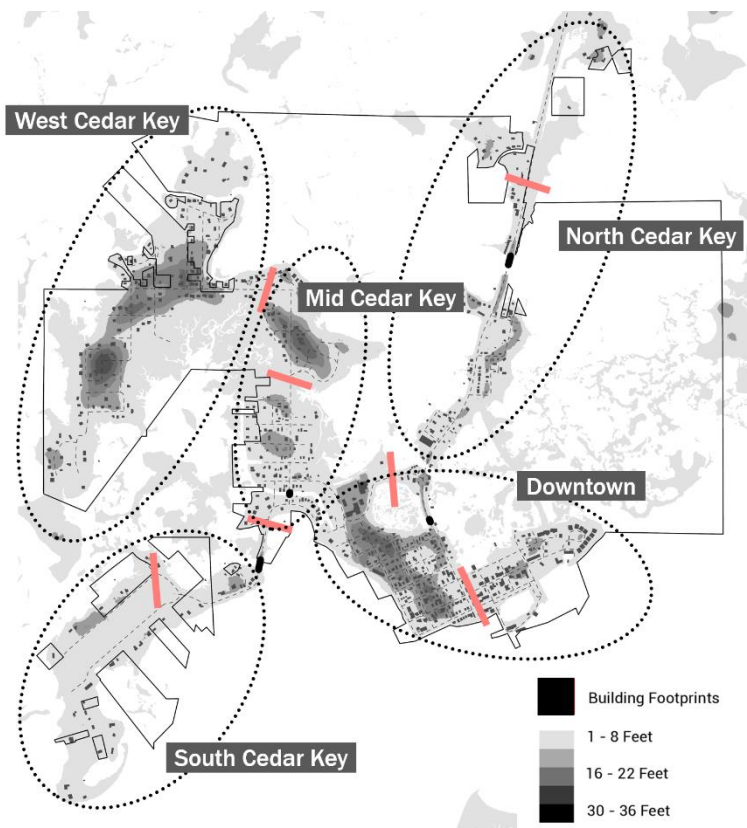 West Cedar Key
North Cedar Key
Mid Cedar Key
Downtown
South Cedar Key
Building Footprints
1 - 8 Feet
16 - 22 Feet
30 - 36 Feet